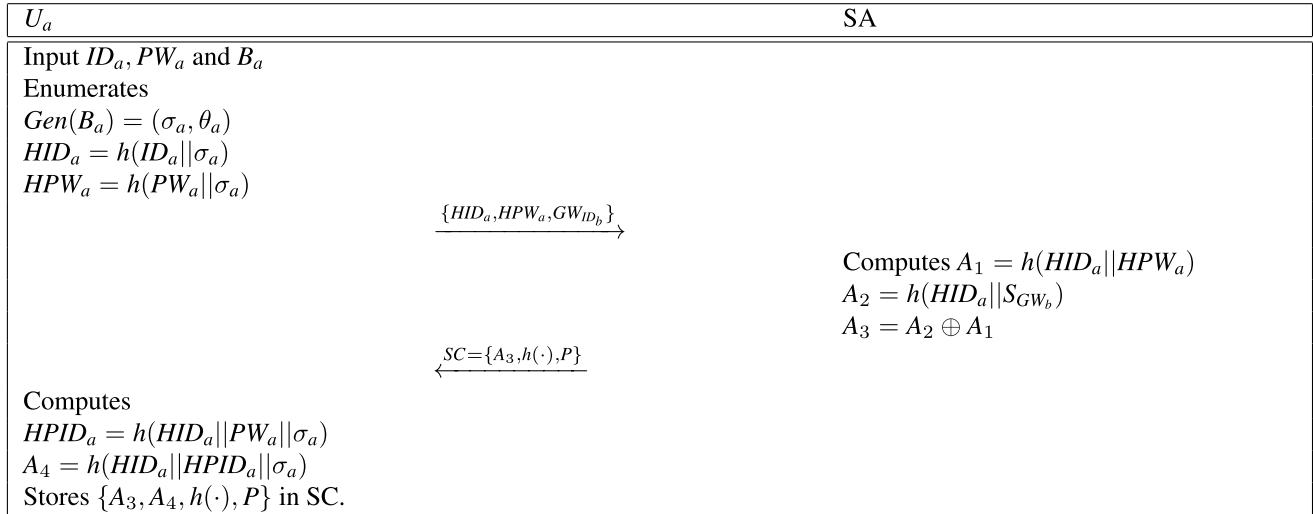 U_a SA
Input ID_a, PW_a and B_a
Enumerates
Gen(B_a) = (σ_a, θ_a)
HID_a = h(ID_a||σ_a)
HPW_a = h(PW_a||σ_a)
{HID_a,HPW_a,GW_{ID_b}}
Computes A_1 = h(HID_a||HPW_a)
A_2 = h(HID_a||S_{GW_b})
A_3 = A_2 ⊕ A_1
SC={A_3,h(·),P}
Computes
HPID_a = h(HID_a||PW_a||σ_a)
A_4 = h(HID_a||HPID_a||σ_a)
Stores {A_3, A_4, h(·), P} in SC.